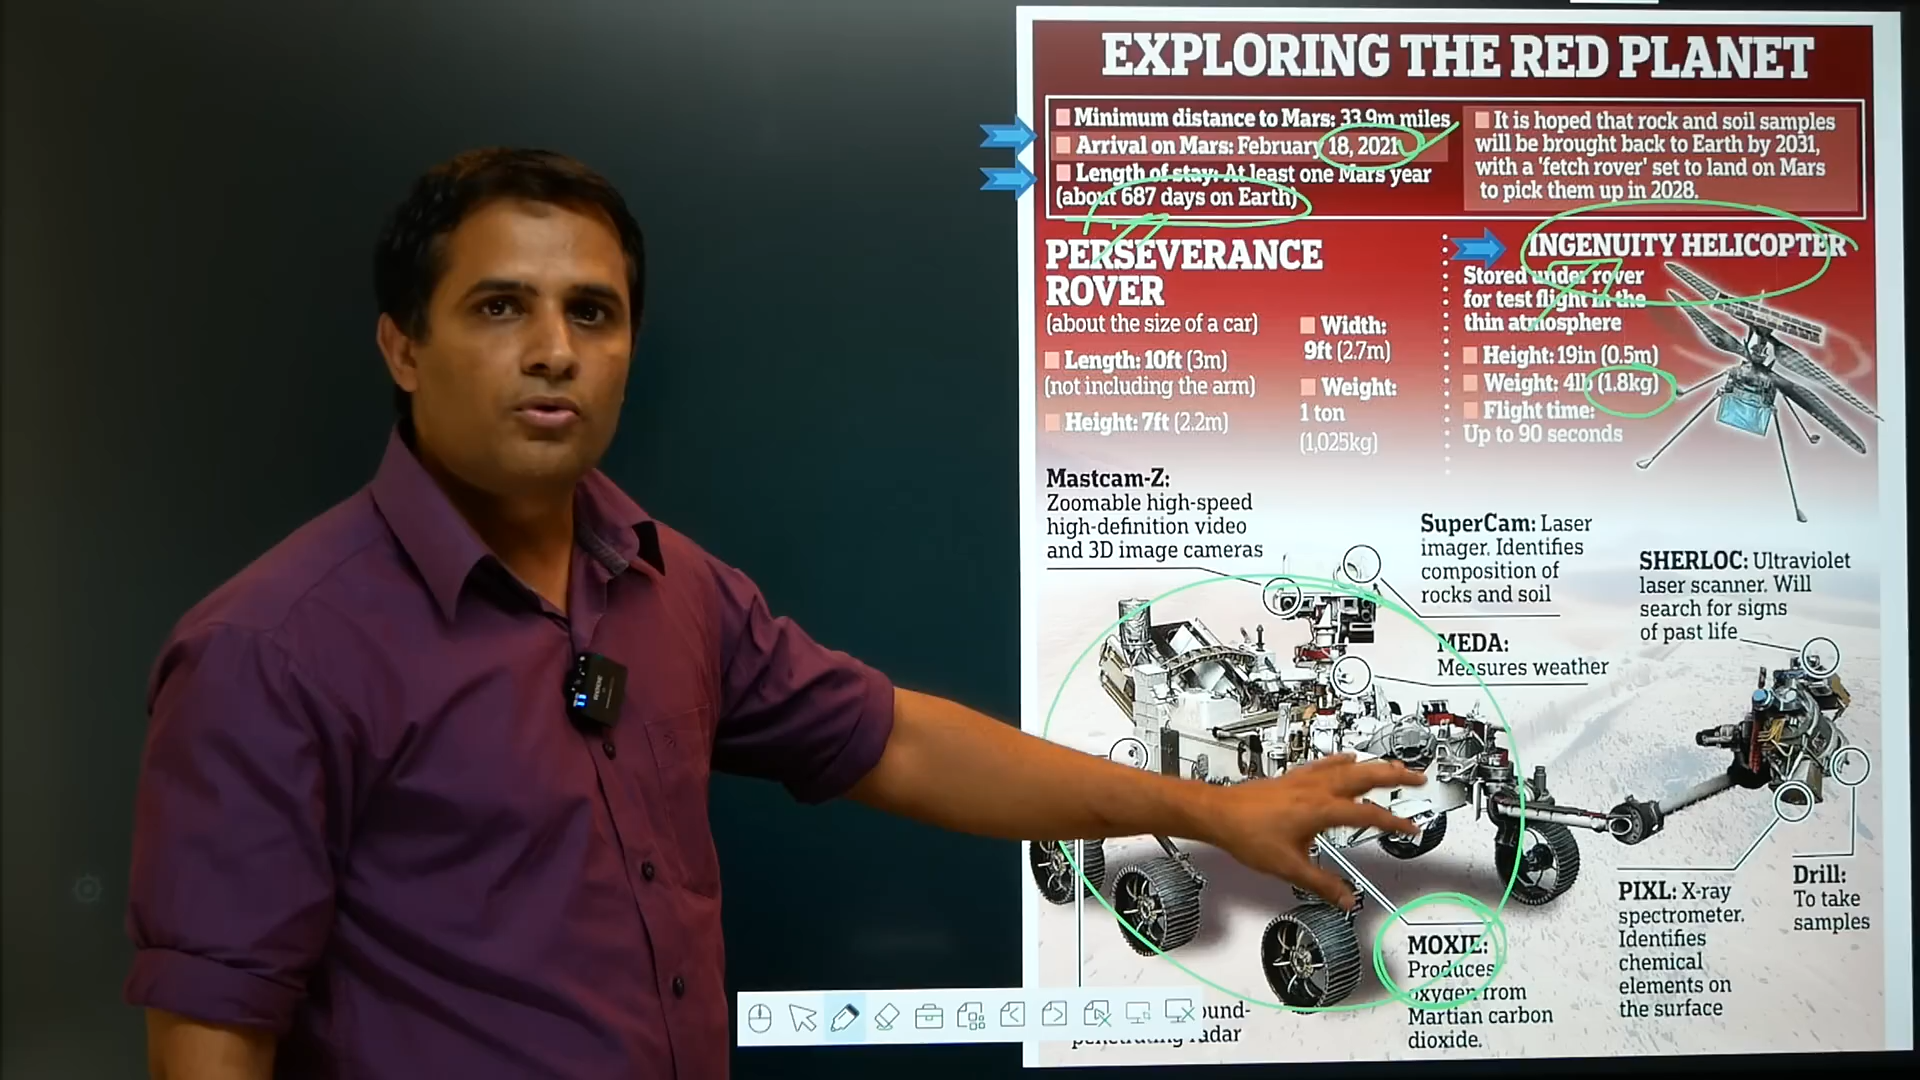 EXPLORING THE RED PLANET
Minimum distance to Mars: 33.9m miles
Arrival on Mars: February 18, 2021
Length of stay: At least one Mars year
(about 687 days on Earth)
It is hoped that rock and soil samples
will be brought back to Earth by 2031,
with a 'fetch rover' set to land on Mars
to pick them up in 2028.
PERSEVERANCE
ROVER
(about the size of a car)
Length: 10ft (3m)
(not including the arm)
Height: 7ft (2.2m)
Width:
9ft (2.7m)
Weight:
1 ton
(1,025kg)
INGENUITY HELICOPTER
Stored under rover
for test flight in the
thin atmosphere
Height: 19in (0.5m)
Weight: 4lb (1.8kg)
Flight time:
Up to 90 seconds
Mastcam-Z:
Zoomable high-speed
high-definition video
and 3D image cameras
SuperCam: Laser
imager. Identifies
composition of
rocks and soil
MEDA:
Measures weather
SHERLOC: Ultraviolet
laser scanner. Will
search for signs
of past life
MOXIE:
Produces
oxygen from
Martian carbon
dioxide.
PIXL: X-ray
spectrometer.
Identifies
chemical
elements on
the surface
Drill:
To take
samples